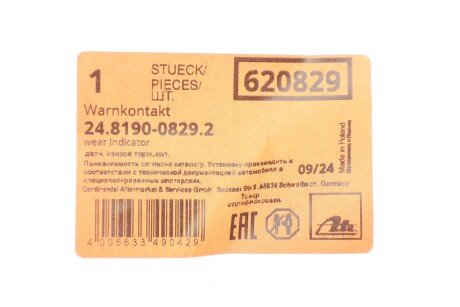 1 STUECK/
PIECES/
ШТ.
620829
Warnkontakt
24.8190-0829.2
wear indicator
датч. износа торм.кол.
Применяемость согласно каталогу. Установку производить в
соответствии с технической документацией автомобиля в
специализированных мастерских.
Continental Aftermarket & Services GmbH Sodener Str.9,65824 Schwalbach, Germany
Товар
сертифицирован.
09/24
Made in Poland
EAC
Ate
4 006633 490429